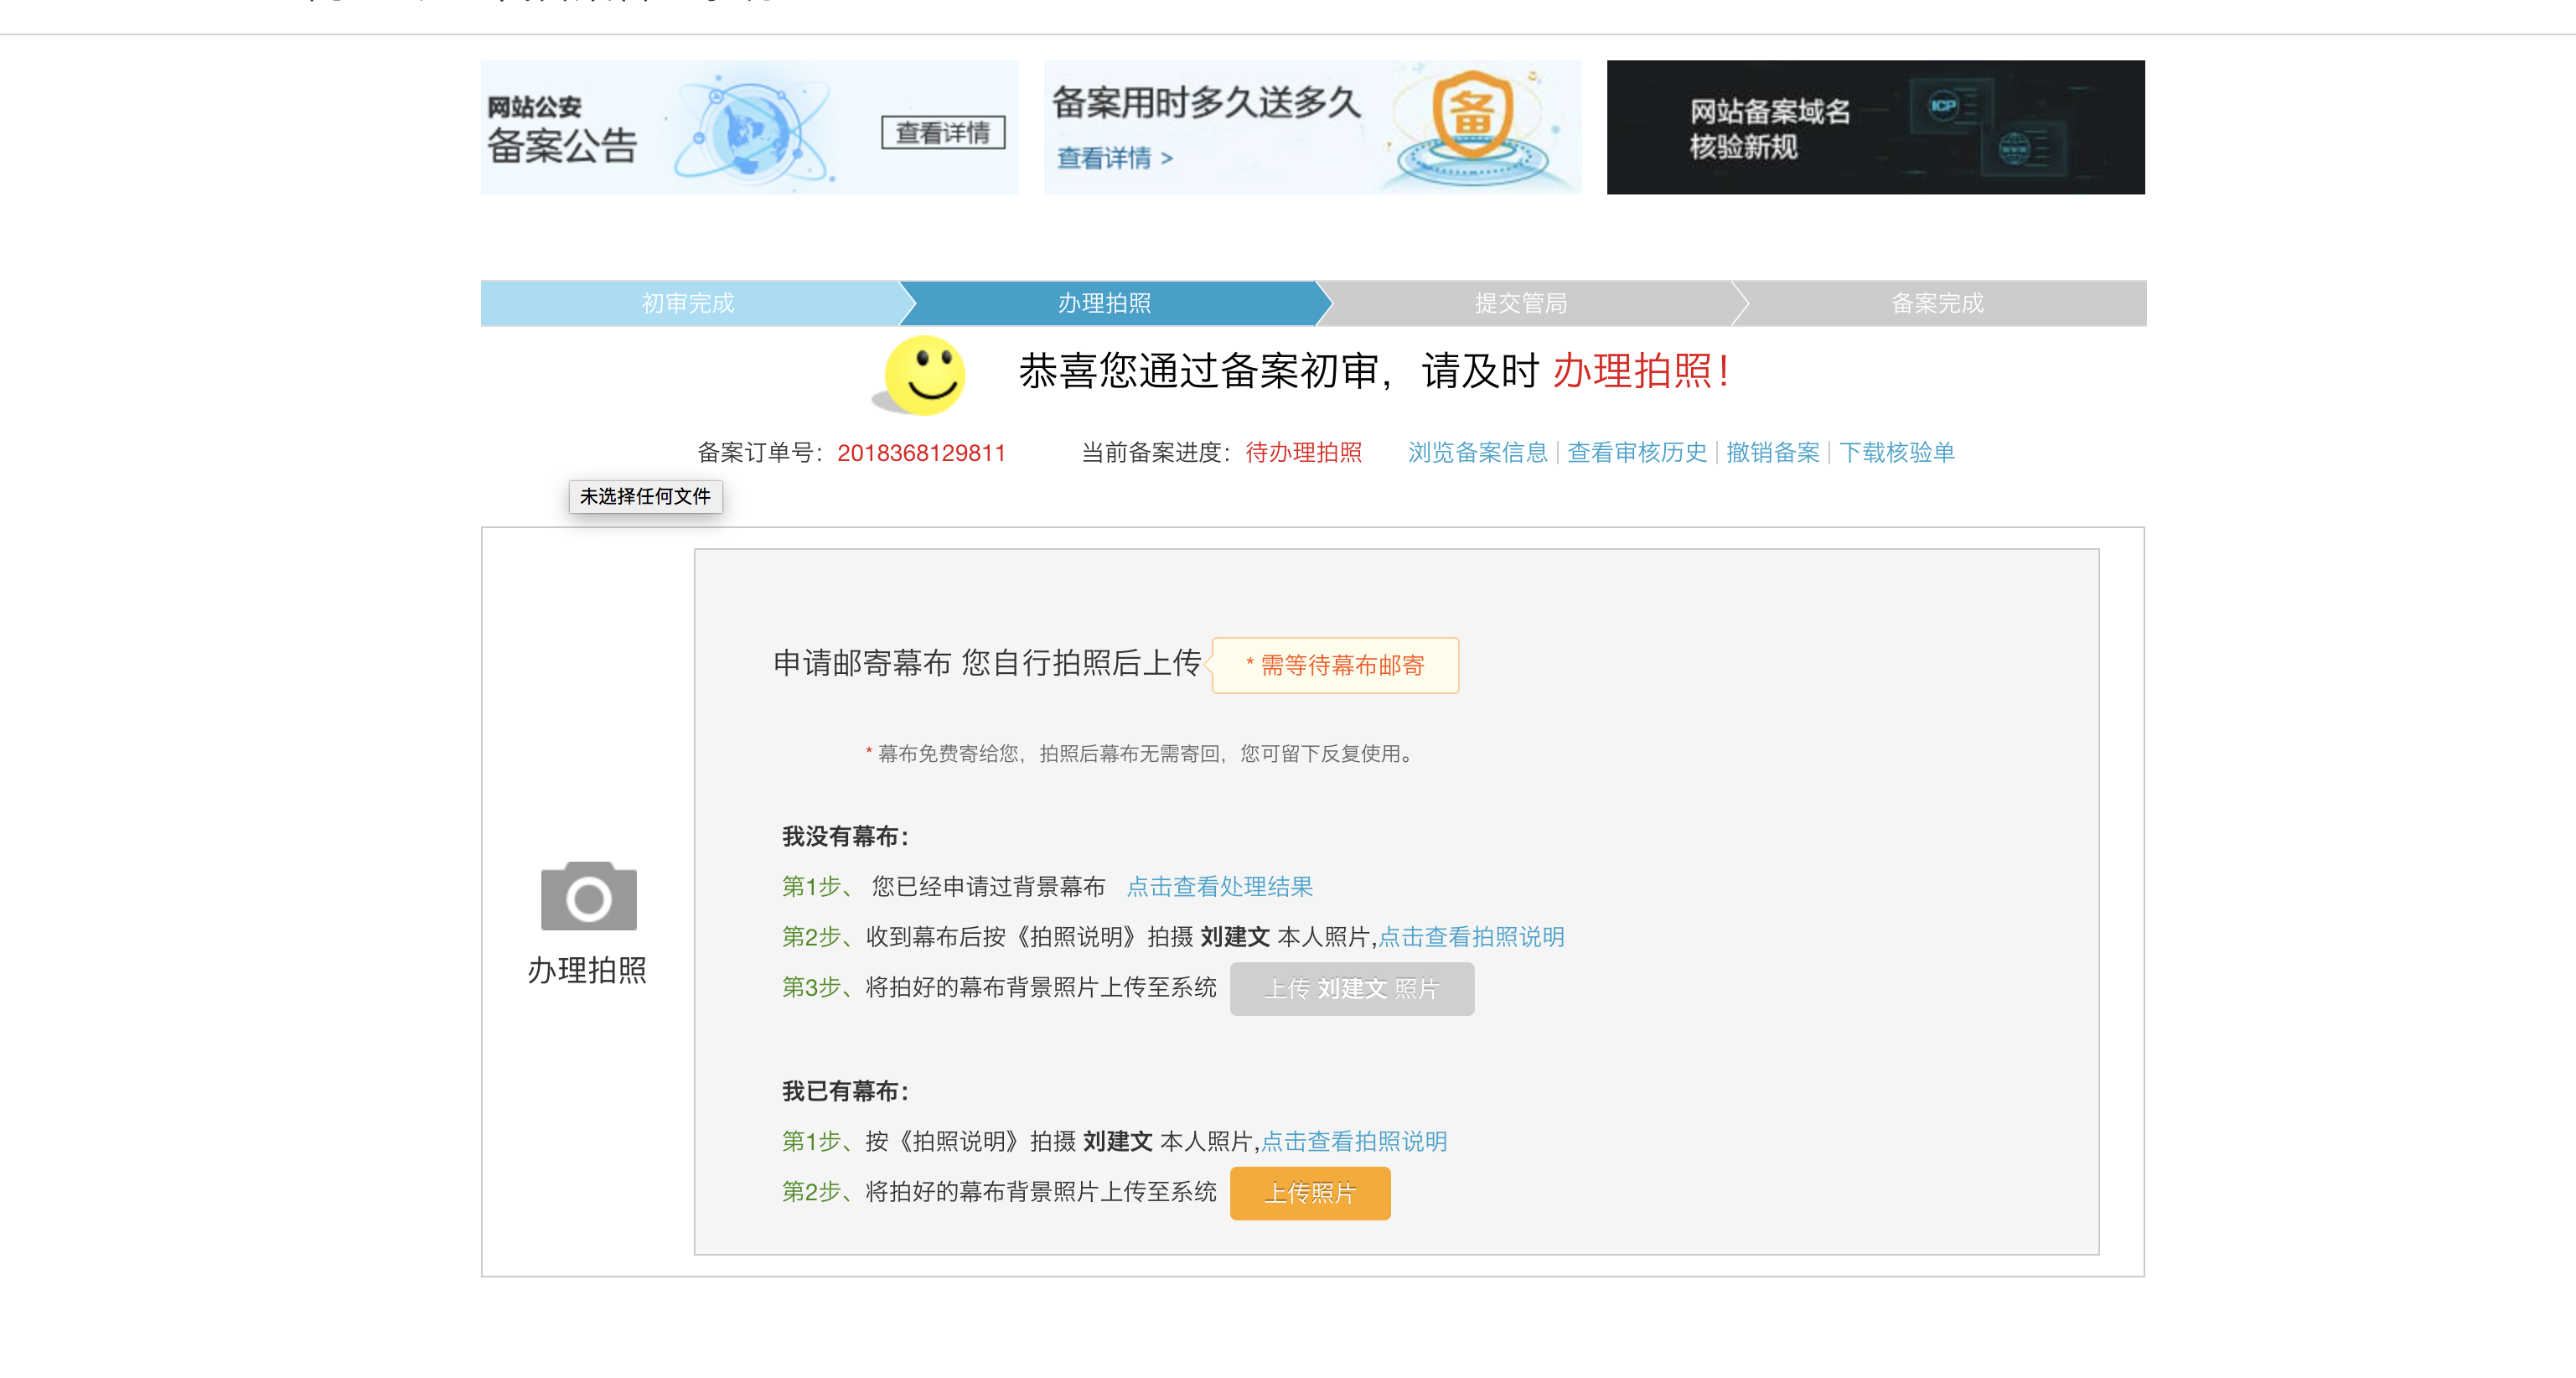 网站公安
备案公告
查看详情
备案用时多久送多久
查看详情 >
备
网站备案域名
核验新规
ICP
www
初审完成
办理拍照
提交管局
备案完成
恭喜您通过备案初审，请及时 办理拍照！
备案订单号：2018368129811 当前备案进度：待办理拍照 浏览备案信息 | 查看审核历史 | 撤销备案 | 下载核验单
未选择任何文件
申请邮寄幕布 您自行拍照后上传
* 需等待幕布邮寄
* 幕布免费寄给您，拍照后幕布无需寄回，您可留下反复使用。
我没有幕布：
第1步、 您已经申请过背景幕布 点击查看处理结果
第2步、收到幕布后按《拍照说明》拍摄 刘建文 本人照片,点击查看拍照说明
第3步、将拍好的幕布背景照片上传至系统 上传 刘建文 照片
办理拍照
我已有幕布：
第1步、按《拍照说明》拍摄 刘建文 本人照片,点击查看拍照说明
第2步、将拍好的幕布背景照片上传至系统 上传照片